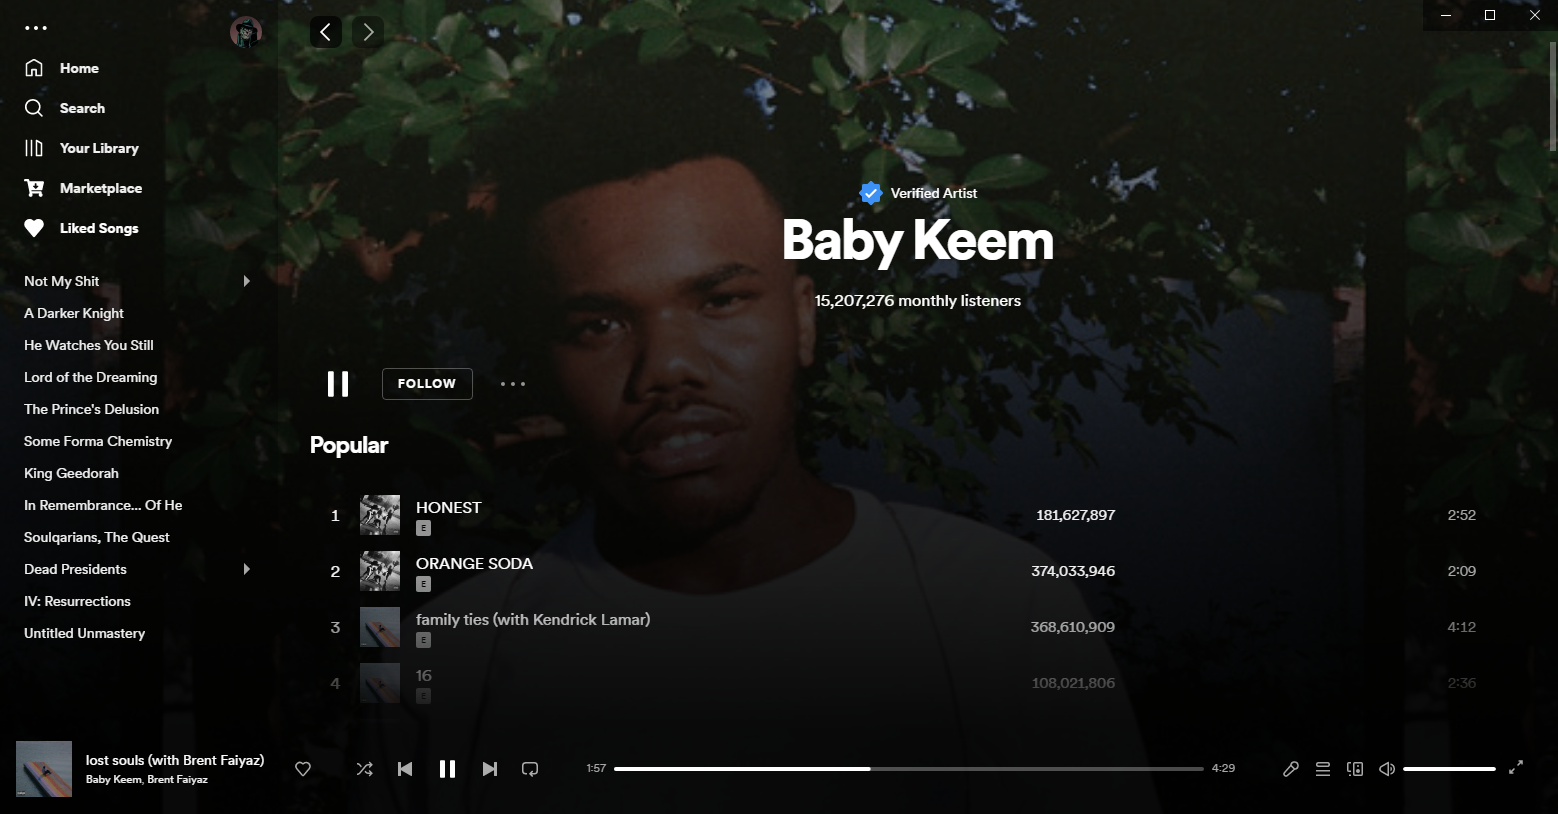 Home
Search
Your Library
Marketplace
Liked Songs
Not My Shit
A Darker Knight
He Watches You Still
Lord of the Dreaming
The Prince's Delusion
Some Forma Chemistry
King Geedorah
In Remembrance... Of He
Soulqarians, The Quest
Dead Presidents
IV: Resurrections
Untitled Unmastery
Verified Artist
Baby Keem
15,207,276 monthly listeners
FOLLOW
Popular
1 HONEST 181,627,897 2:52
E
2 ORANGE SODA 374,033,946 2:09
E
3 family ties (with Kendrick Lamar) 368,610,909 4:12
E
4 16 108,021,806 2:36
E
lost souls (with Brent Faiyaz)
Baby Keem, Brent Faiyaz
1:57 4:29